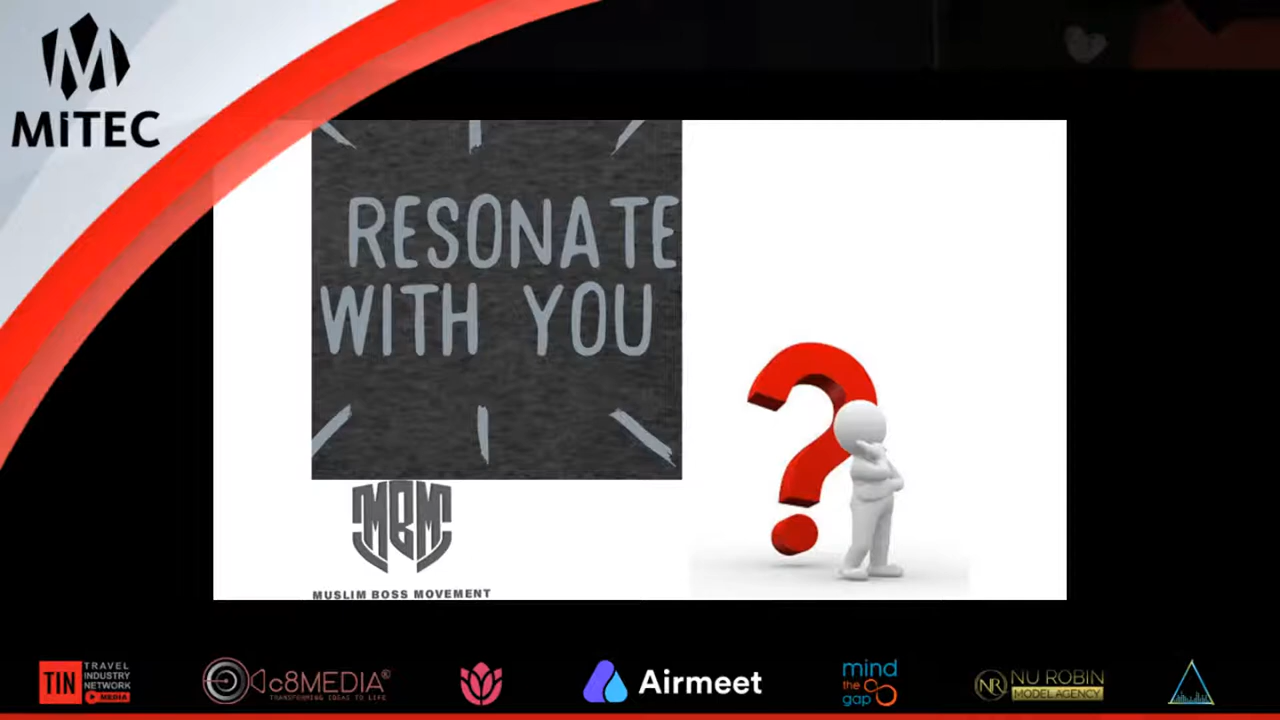 MiTEC
RESONATE
WITH YOU
MBM
MUSLIM BOSS MOVEMENT
TIN
TRAVEL
INDUSTRY
NETWORK
MEDIA
c8MEDIA®
TRANSFORMING IDEAS TO LIFE
Airmeet
mind
the
gap
NR
NU ROBIN
MODEL AGENCY